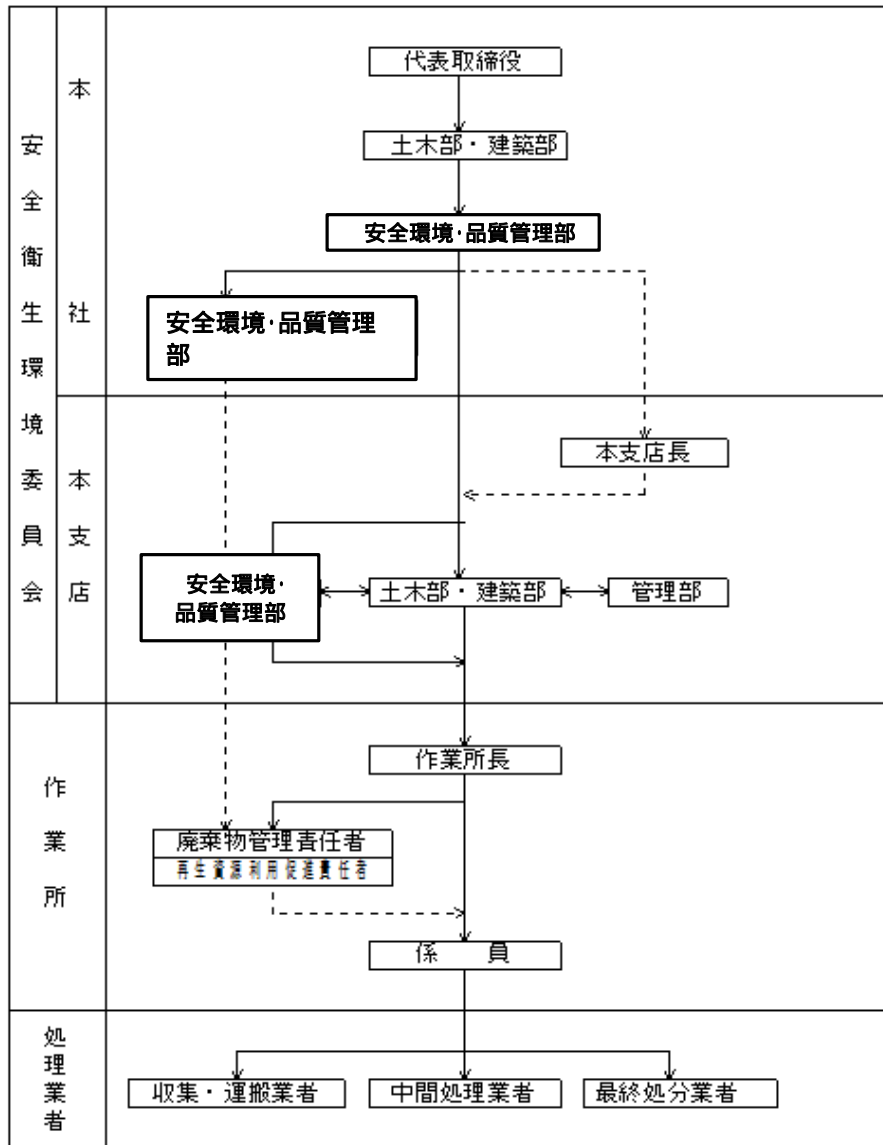 安全衛生環境委員会
本社
代表取締役
土木部・建築部
安全環境・品質管理部
安全環境・品質管理
部
本支店
本支店長
安全環境・
品質管理部
土木部・建築部
管理部
作業所
作業所長
廃棄物管理責任者
再生資源利用促進責任者
係　員
処理業者
収集・運搬業者
中間処理業者
最終処分業者